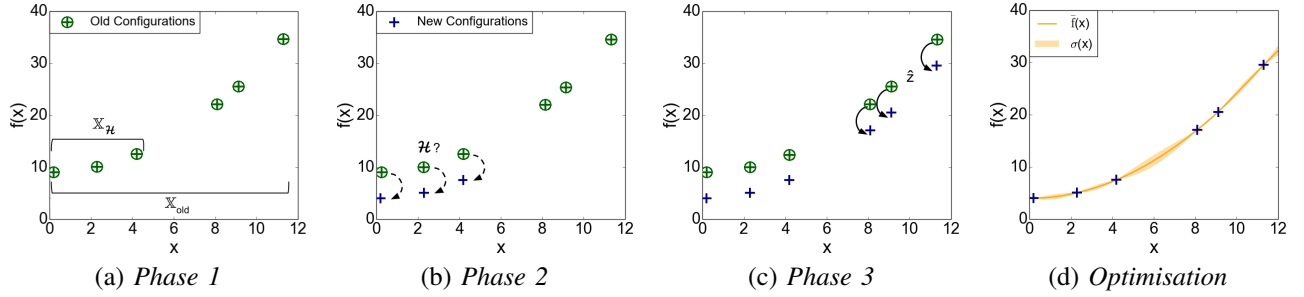 40
30
20
10
0
f(x)
Old Configurations
𝕏𝓗
𝕏old
0 2 4 6 8 10 12
x
(a) Phase 1
40
30
20
10
0
f(x)
New Configurations
𝓗?
0 2 4 6 8 10 12
x
(b) Phase 2
40
30
20
10
0
f(x)
ẑ
0 2 4 6 8 10 12
x
(c) Phase 3
40
30
20
10
0
f(x)
f̄(x)
σ(x)
0 2 4 6 8 10 12
x
(d) Optimisation